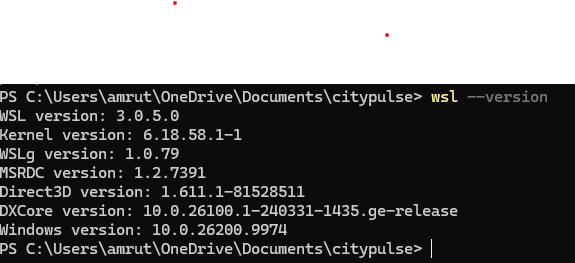 PS C:\Users\amrut\OneDrive\Documents\citypulse> wsl --version
WSL version: 3.0.5.0
Kernel version: 6.18.58.1-1
WSLg version: 1.0.79
MSRDC version: 1.2.7391
Direct3D version: 1.611.1-81528511
DXCore version: 10.0.26100.1-240331-1435.ge-release
Windows version: 10.0.26200.9974
PS C:\Users\amrut\OneDrive\Documents\citypulse>